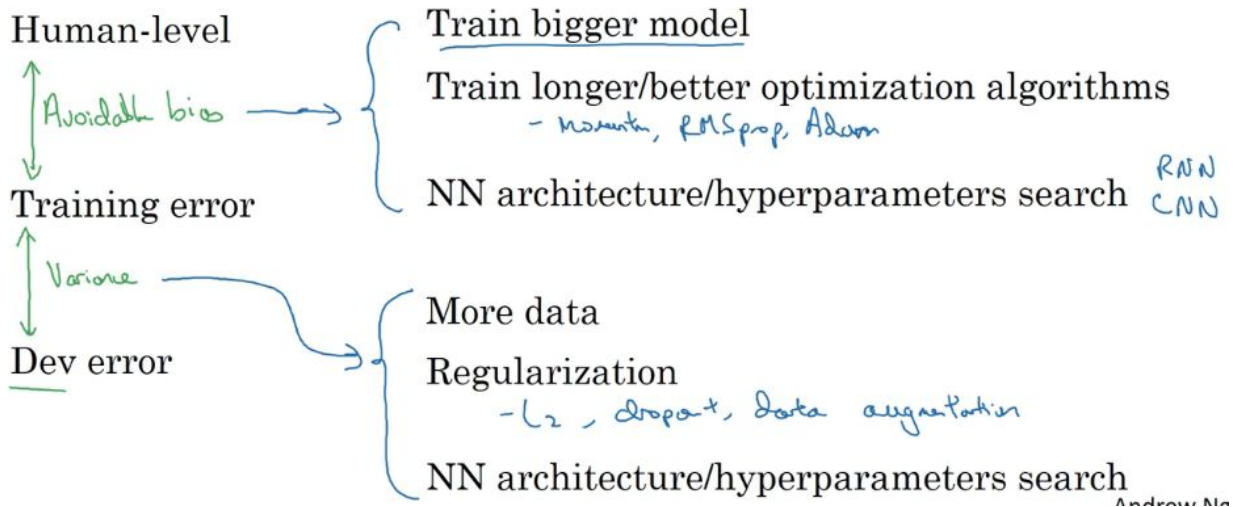 Human-level
Avoidable bias
Training error
Variance
Dev error
Train bigger model
Train longer/better optimization algorithms
- Momentum, RMSprop, Adam
NN architecture/hyperparameters search
RNN
CNN
More data
Regularization
- L2, dropout, data augmentation
NN architecture/hyperparameters search
Andrew Ng